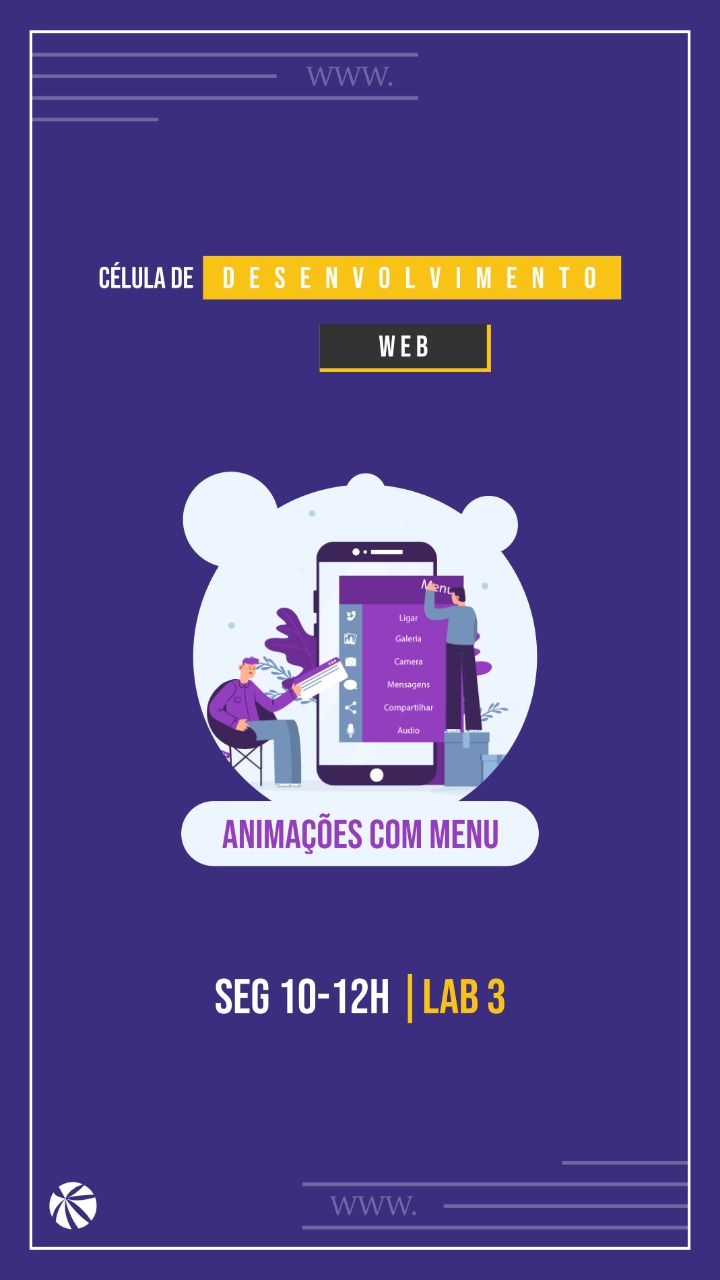 WWW.
CÉLULA DE DESENVOLVIMENTO
WEB
Menu
Ligar
Galeria
Camera
Mensagens
Compartilhar
Audio
ANIMAÇÕES COM MENU
SEG 10-12H | LAB 3
WWW.